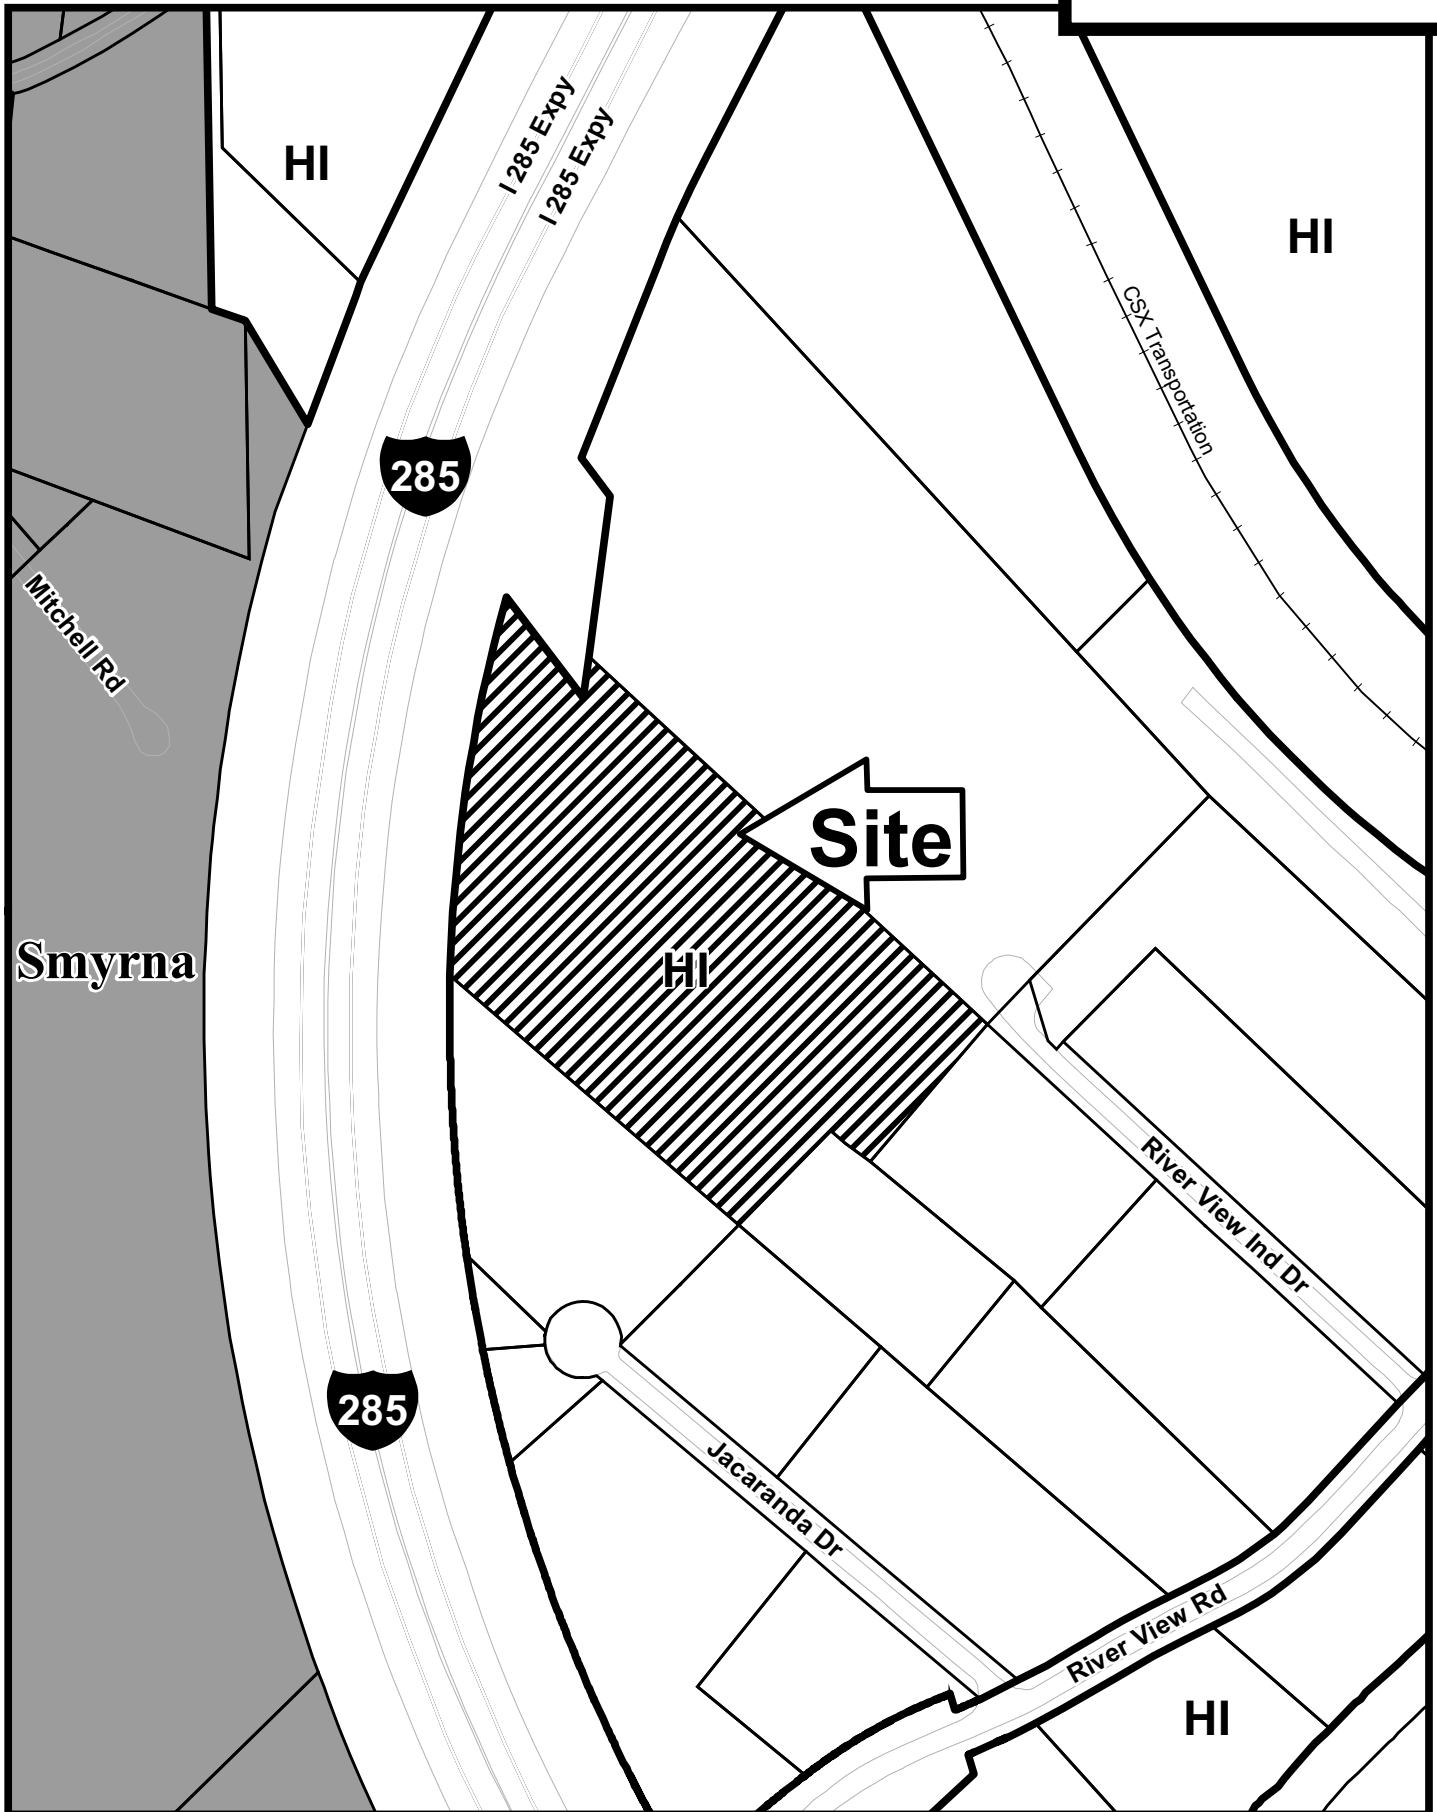 HI
I 285 Expy
I 285 Expy
HI
CSX Transportation
285
Mitchell Rd
Site
Smyrna
HI
River View Ind Dr
285
Jacaranda Dr
River View Rd
HI